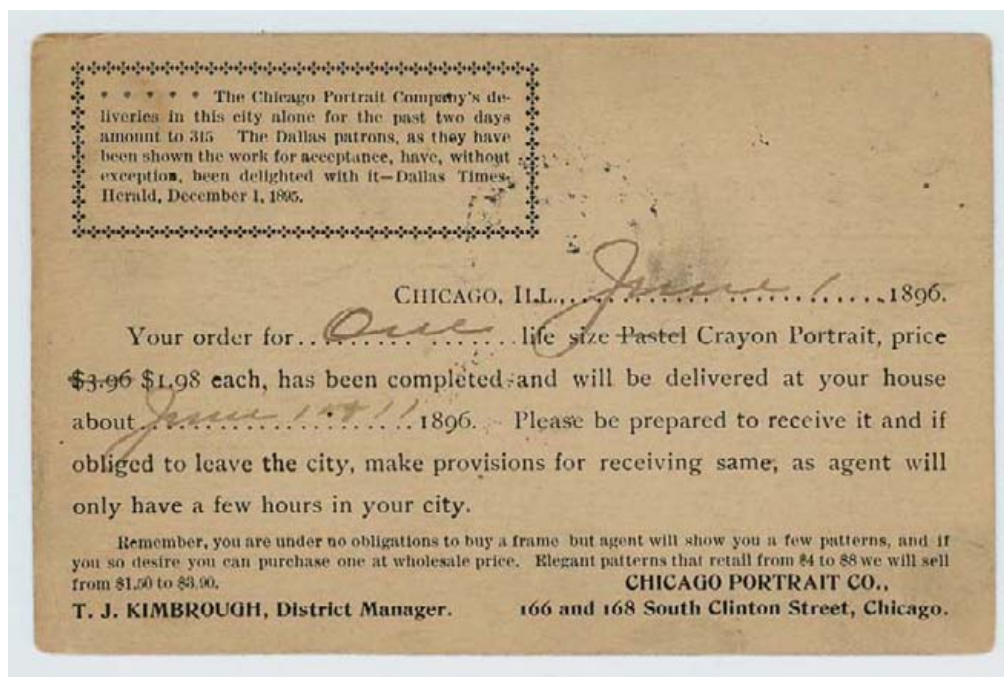 * * * * * The Chicago Portrait Company's de-
liveries in this city alone for the past two days
amount to 315 The Dallas patrons, as they have
been shown the work for acceptance, have, without
exception, been delighted with it—Dallas Times-
Herald, December 1, 1895.
CHICAGO, ILL., June 1 1896.
Your order for One life size Pastel Crayon Portrait, price
$3.96 $1.98 each, has been completed and will be delivered at your house
about June 11 1896. Please be prepared to receive it and if
obliged to leave the city, make provisions for receiving same, as agent will
only have a few hours in your city.
Remember, you are under no obligations to buy a frame but agent will show you a few patterns, and if
you so desire you can purchase one at wholesale price. Elegant patterns that retail from $4 to $8 we will sell
from $1.50 to $3.90.
CHICAGO PORTRAIT CO.,
T. J. KIMBROUGH, District Manager. 166 and 168 South Clinton Street, Chicago.